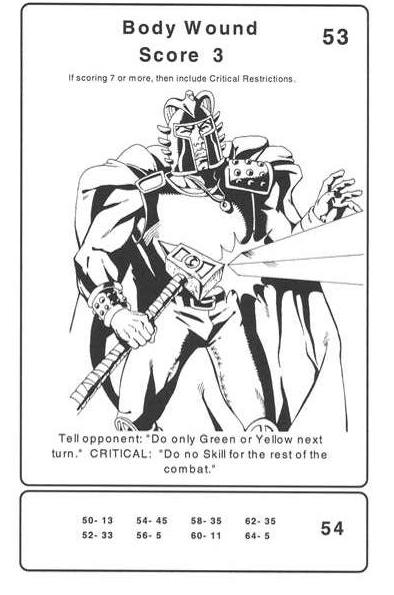 Body Wound
53
Score 3
If scoring 7 or more, then include Critical Restrictions.
Tell opponent: "Do only Green or Yellow next
turn." CRITICAL: "Do no Skill for the rest of the
combat."
50- 13 54- 45 58- 35 62- 35
52- 33 56- 5 60- 11 64- 5
54